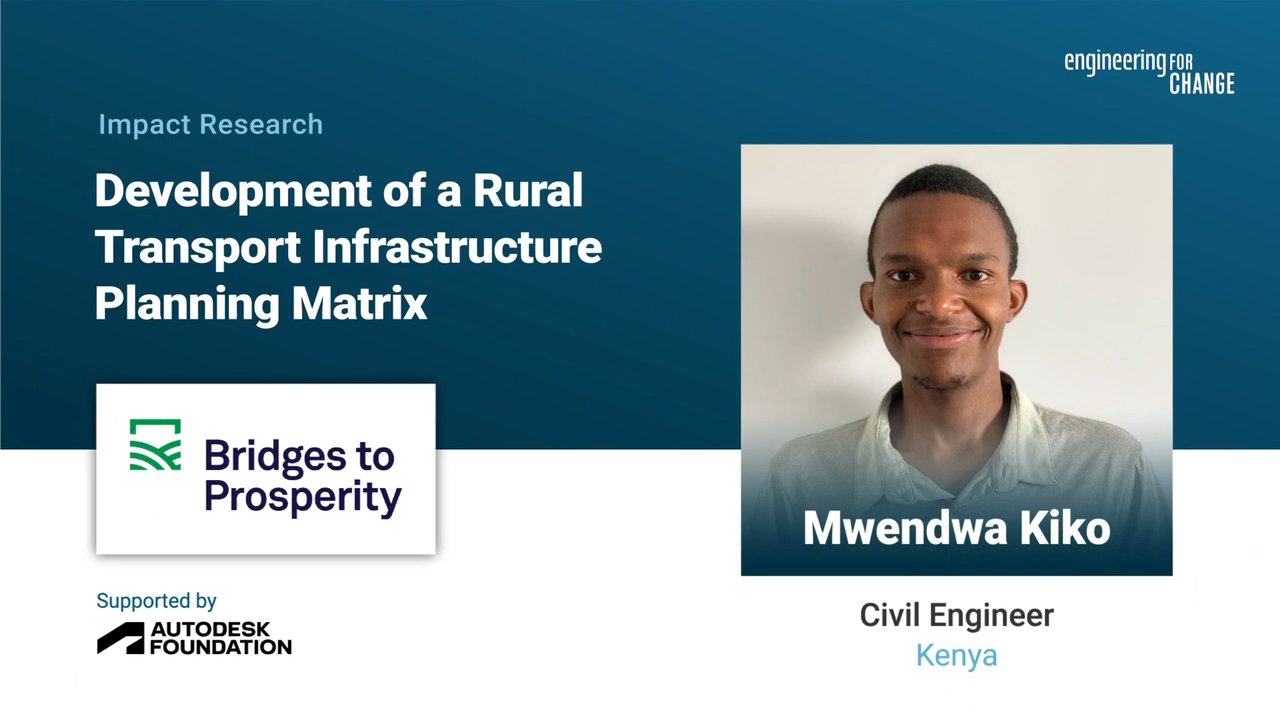 engineering FOR
CHANGE
Impact Research
Development of a Rural
Transport Infrastructure
Planning Matrix
Bridges to
Prosperity
Supported by
AUTODESK
FOUNDATION
Mwendwa Kiko
Civil Engineer
Kenya